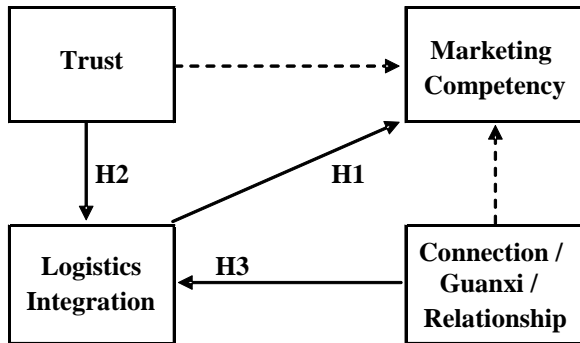 Trust
Marketing
Competency
H2
H1
Logistics
Integration
H3
Connection /
Guanxi /
Relationship